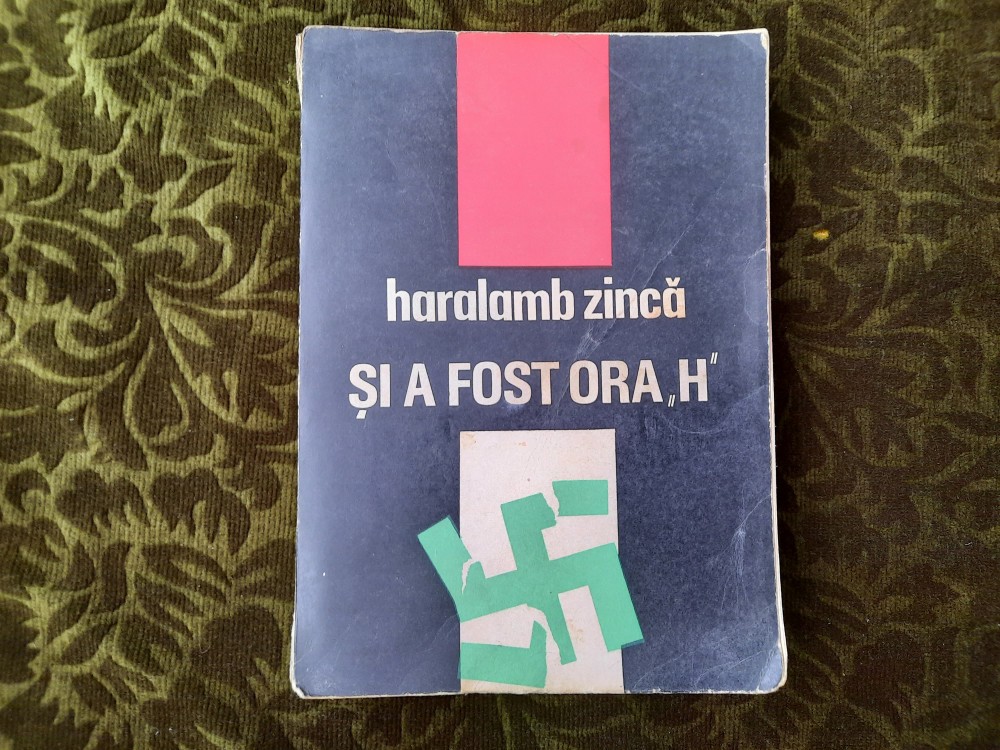 haralamb zincă
ȘI A FOST ORA „H"